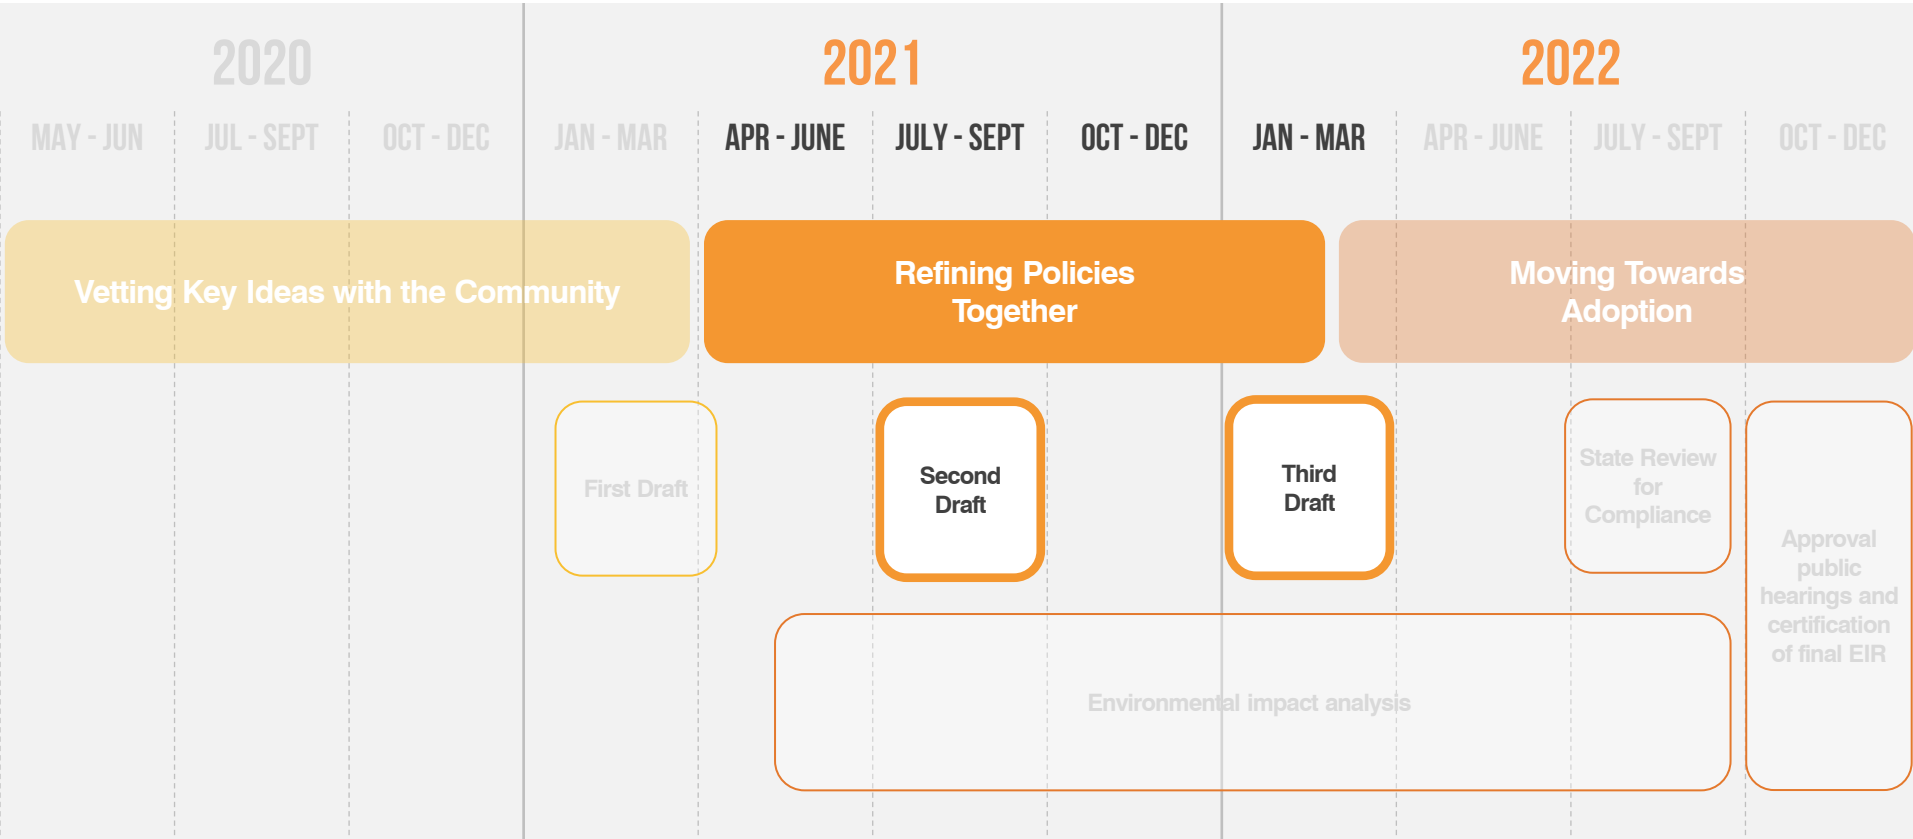 2020
2021
2022
MAY - JUN
JUL - SEPT
OCT - DEC
JAN - MAR
APR - JUNE
JULY - SEPT
OCT - DEC
JAN - MAR
APR - JUNE
JULY - SEPT
OCT - DEC
Vetting Key Ideas with the Community
Refining Policies
Together
Moving Towards
Adoption
First Draft
Second
Draft
Third
Draft
State Review
for
Compliance
Approval
public
hearings and
certification
of final EIR
Environmental impact analysis